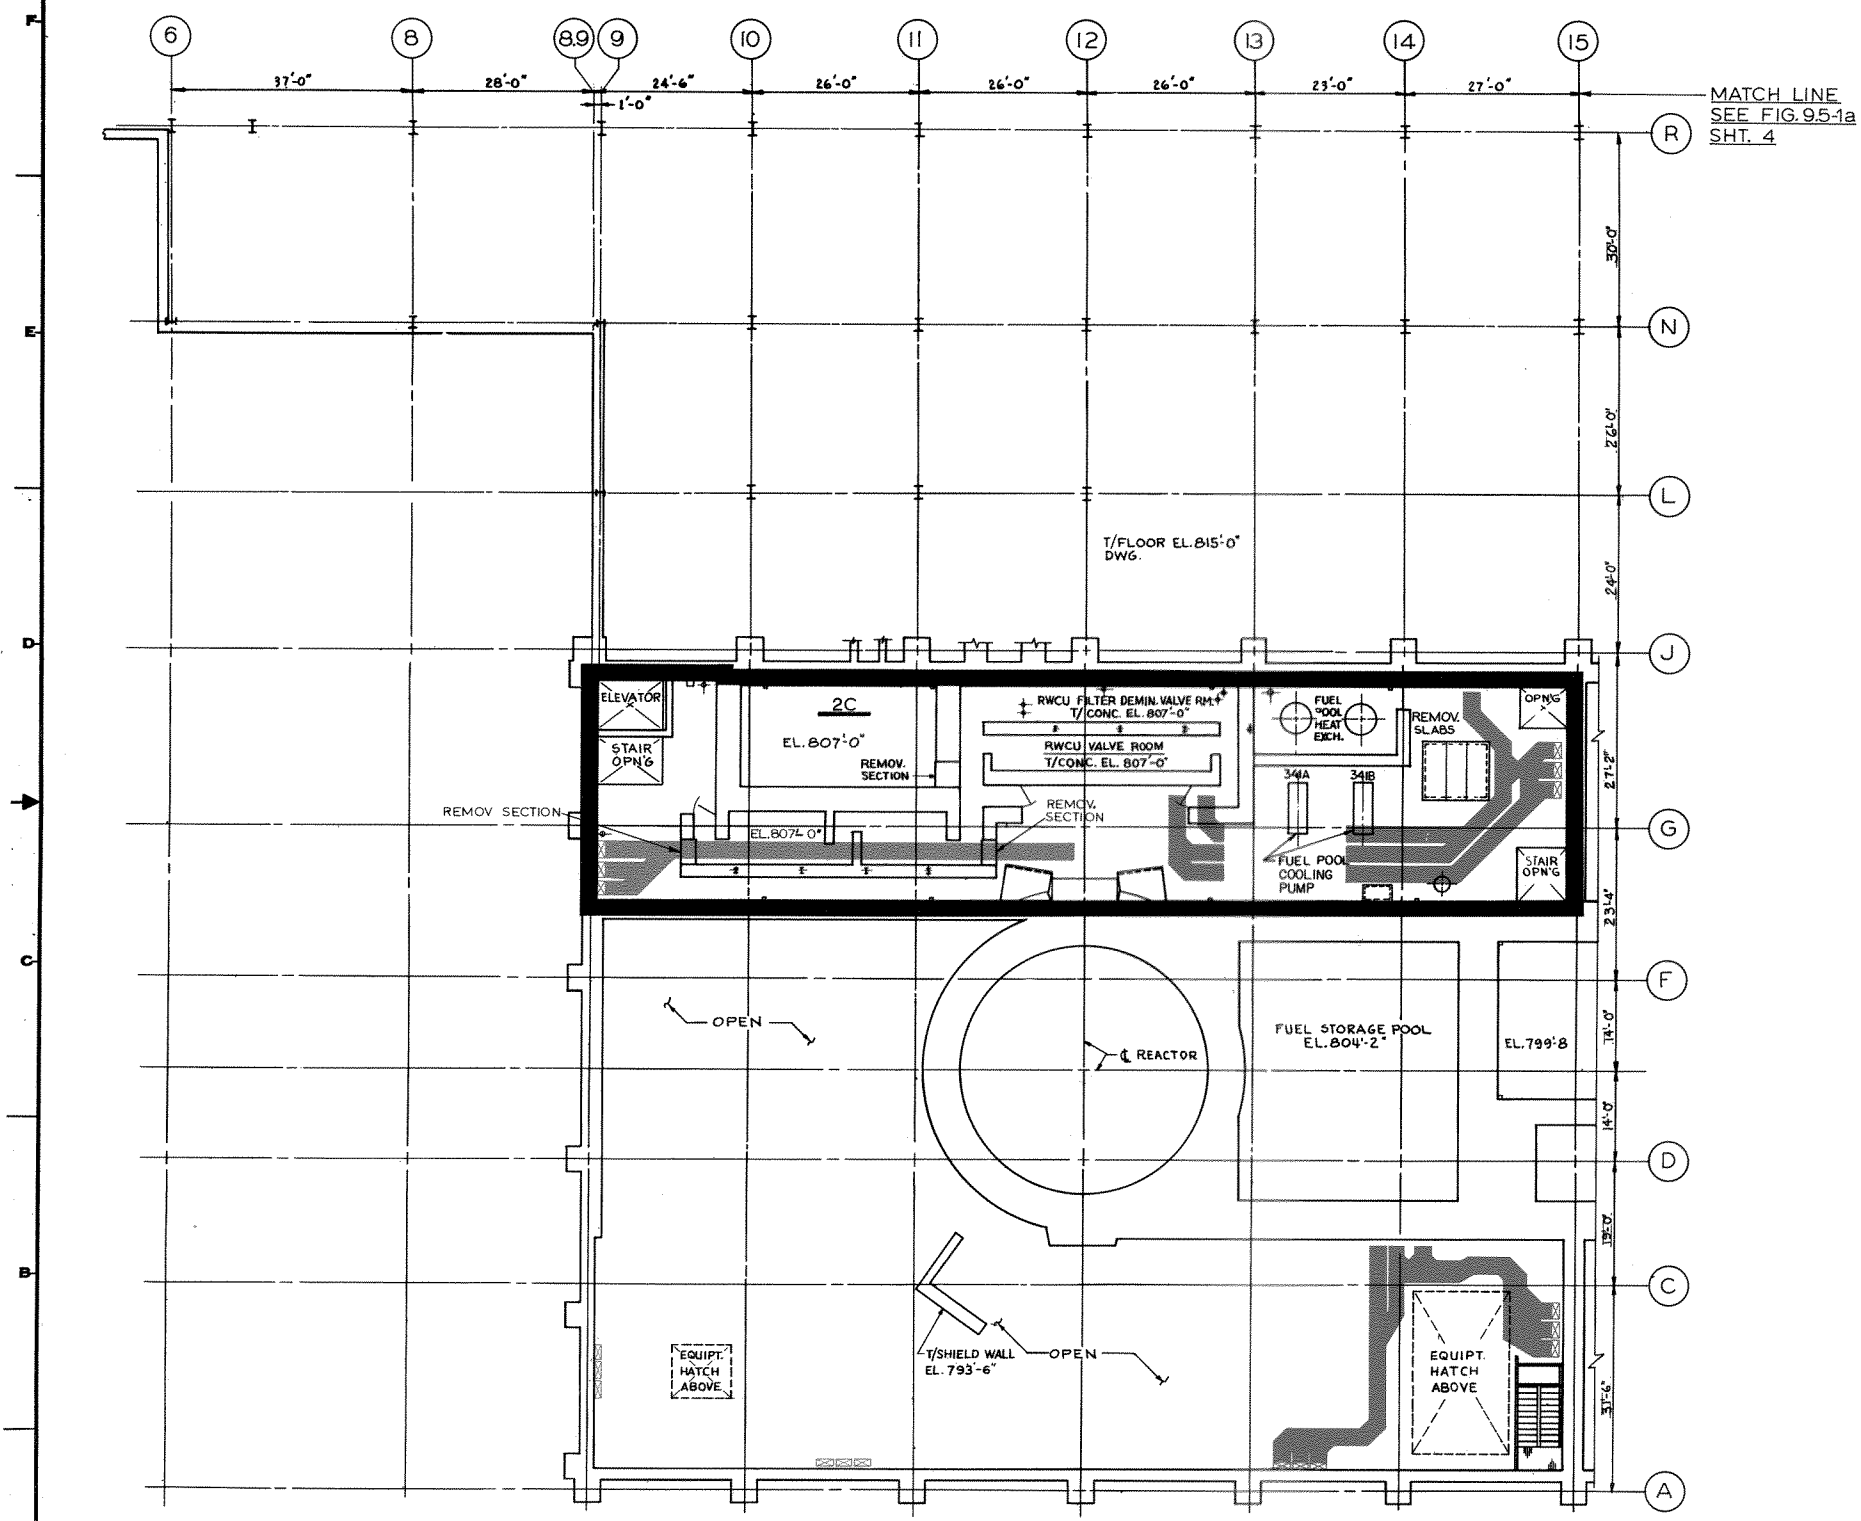 F
6
8
8.9
9
10
11
12
13
14
15
37'-0"
28'-0"
24'-6"
26'-0"
26'-0"
26'-0"
23'-0"
27'-0"
1'-0"
MATCH LINE
SEE FIG. 9.5-1a
SHT. 4
R
30'-0"
E
N
26'-0"
L
T/FLOOR EL. 815'-0"
DWG.
24'-0"
D
J
ELEVATOR
2C
RWCU FILTER DEMIN. VALVE RM.
T/CONC. EL. 807'-0"
FUEL
POOL
HEAT
EXCH.
OPN'G
REMOV.
SLABS
STAIR
OPN'G
EL. 807'-0"
RWCU VALVE ROOM
T/CONC. EL. 807'-0"
REMOV.
SECTION
27'-2"
341A
341B
REMOV SECTION
REMOV.
SECTION
EL. 807'-0"
G
FUEL POOL
COOLING
PUMP
STAIR
OPN'G
23'-4"
C
F
OPEN
FUEL STORAGE POOL
EL. 804'-2"
EL. 799'-8
14'-0"
℄ REACTOR
14'-0"
D
19'-0"
B
C
T/SHIELD WALL
EL. 793'-6"
OPEN
EQUIPT.
HATCH
ABOVE
EQUIPT.
HATCH
ABOVE
31'-6"
A